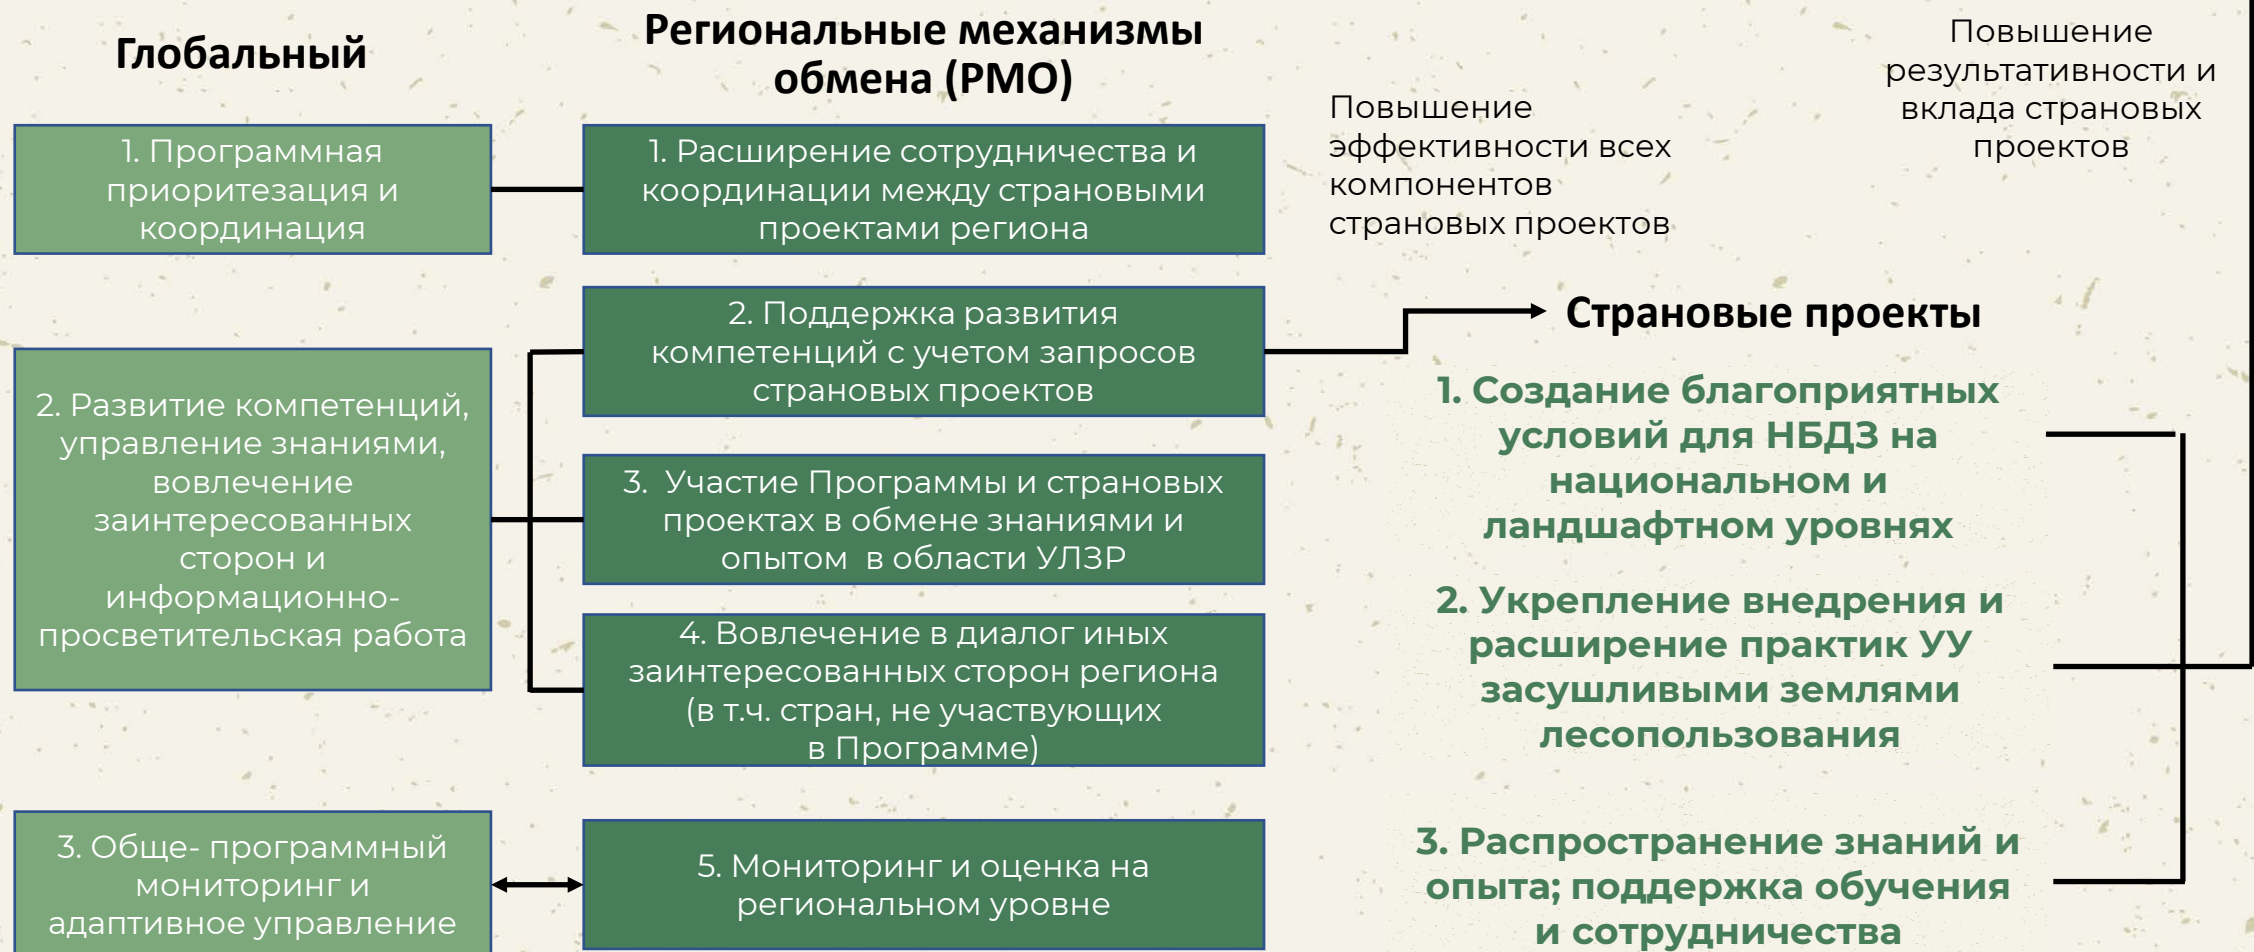 Глобальный
1. Программная
приоритезация и
координация
2. Развитие компетенций,
управление знаниями,
вовлечение
заинтересованных
сторон и
информационно-
просветительская работа
3. Обще- программный
мониторинг и
адаптивное управление
Региональные механизмы
обмена (РМО)
1. Расширение сотрудничества и
координации между страновыми
проектами региона
2. Поддержка развития
компетенций с учетом запросов
страновых проектов
3. Участие Программы и страновых
проектах в обмене знаниями и
опытом в области УЛЗР
4. Вовлечение в диалог иных
заинтересованных сторон региона
(в т.ч. стран, не участвующих
в Программе)
5. Мониторинг и оценка на
региональном уровне
Повышение
эффективности всех
компонентов
страновых проектов
Повышение
результативности и
вклада страновых
проектов
Страновые проекты
1. Создание благоприятных
условий для НБДЗ на
национальном и
ландшафтном уровнях
2. Укрепление внедрения и
расширение практик УУ
засушливыми землями
лесопользования
3. Распространение знаний и
опыта; поддержка обучения
и сотрудничества